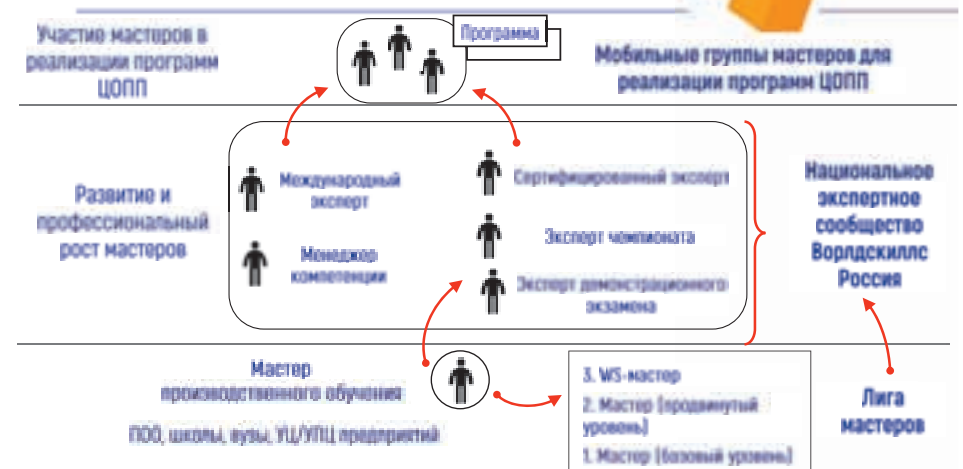 Участие мастеров в
реализации программ
ЦОПП
Программа
Мобильные группы мастеров для
реализации программ ЦОПП
Развитие и
профессиональный
рост мастеров
Международный
эксперт
Менеджер
компетенции
Сертифицированный эксперт
Эксперт чемпионата
Эксперт демонстрационного
экзамена
Национальное
экспертное
сообщество
Ворлдскиллс
Россия
Мастер
производственного обучения
ПОО, школы, вузы, УЦ/УПЦ предприятий
3. WS-мастер
2. Мастер (продвинутый
уровень)
1. Мастер (базовый уровень)
Лига
мастеров